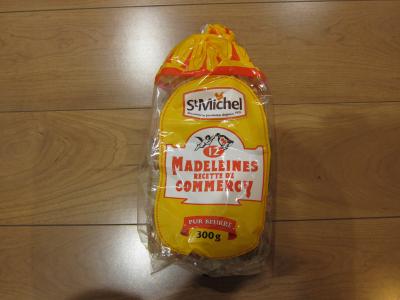 St Michel
12
MADELEINES
RECETTE DE
COMMERCY
PUR BEURRE
300g